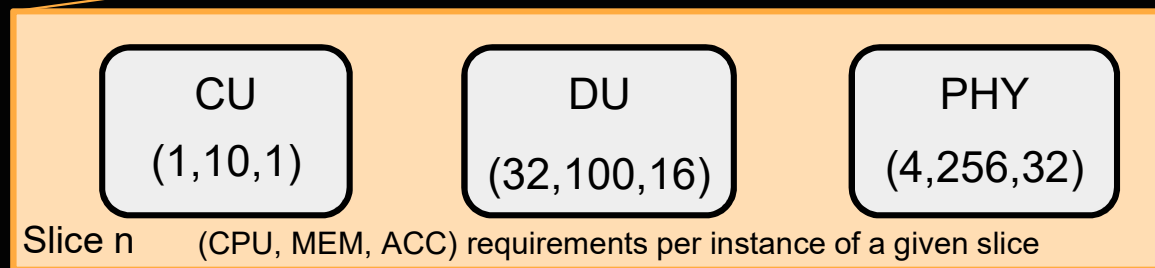 CU
(1,10,1)
DU
(32,100,16)
PHY
(4,256,32)
Slice n
(CPU, MEM, ACC) requirements per instance of a given slice